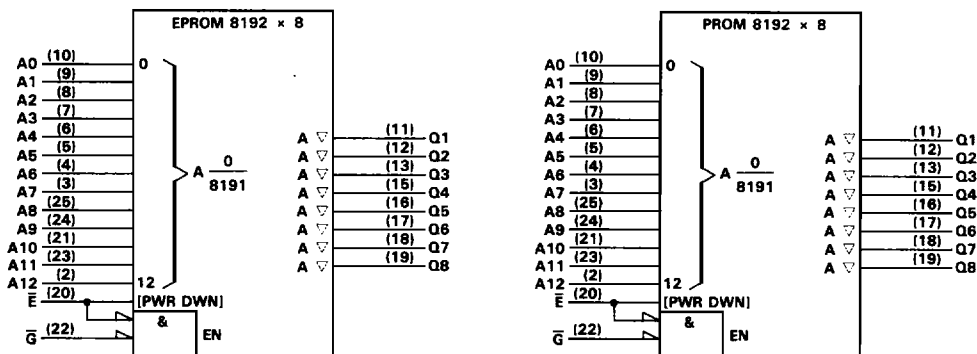 EPROM 8192 × 8
A0 (10) 0
A1 (9)
A2 (8)
A3 (7)
A4 (6)
A5 (5)
A6 (4)
A7 (3)
A8 (25)
A9 (24)
A10 (21)
A11 (23)
A12 (2) 12
A 0
8191
A ▽ (11) Q1
A ▽ (12) Q2
A ▽ (13) Q3
A ▽ (15) Q4
A ▽ (16) Q5
A ▽ (17) Q6
A ▽ (18) Q7
A ▽ (19) Q8
E̅ (20) [PWR DWN]
&
G̅ (22) EN
PROM 8192 × 8
A0 (10) 0
A1 (9)
A2 (8)
A3 (7)
A4 (6)
A5 (5)
A6 (4)
A7 (3)
A8 (25)
A9 (24)
A10 (21)
A11 (23)
A12 (2) 12
A 0
8191
A ▽ (11) Q1
A ▽ (12) Q2
A ▽ (13) Q3
A ▽ (15) Q4
A ▽ (16) Q5
A ▽ (17) Q6
A ▽ (18) Q7
A ▽ (19) Q8
E̅ (20) [PWR DWN]
&
G̅ (22) EN